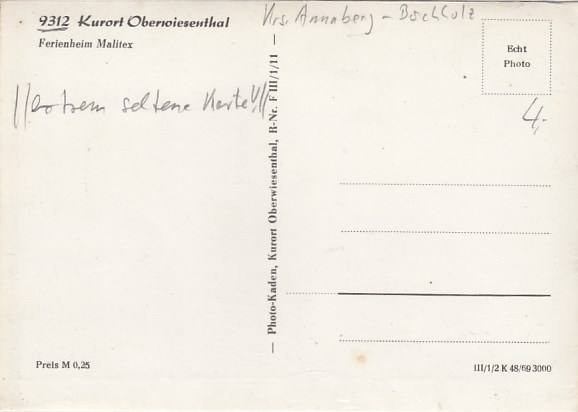 9312 Kurort Oberwiesenthal
Ferienheim Malitex
Krs. Annaberg - Buchholz
Echt
Photo
4,-
//extrem seltene Karte!//
— Photo-Kaden, Kurort Oberwiesenthal, R-Nr. F III/1/11 —
Preis M 0,25
III/1/2 K 48/69 3000